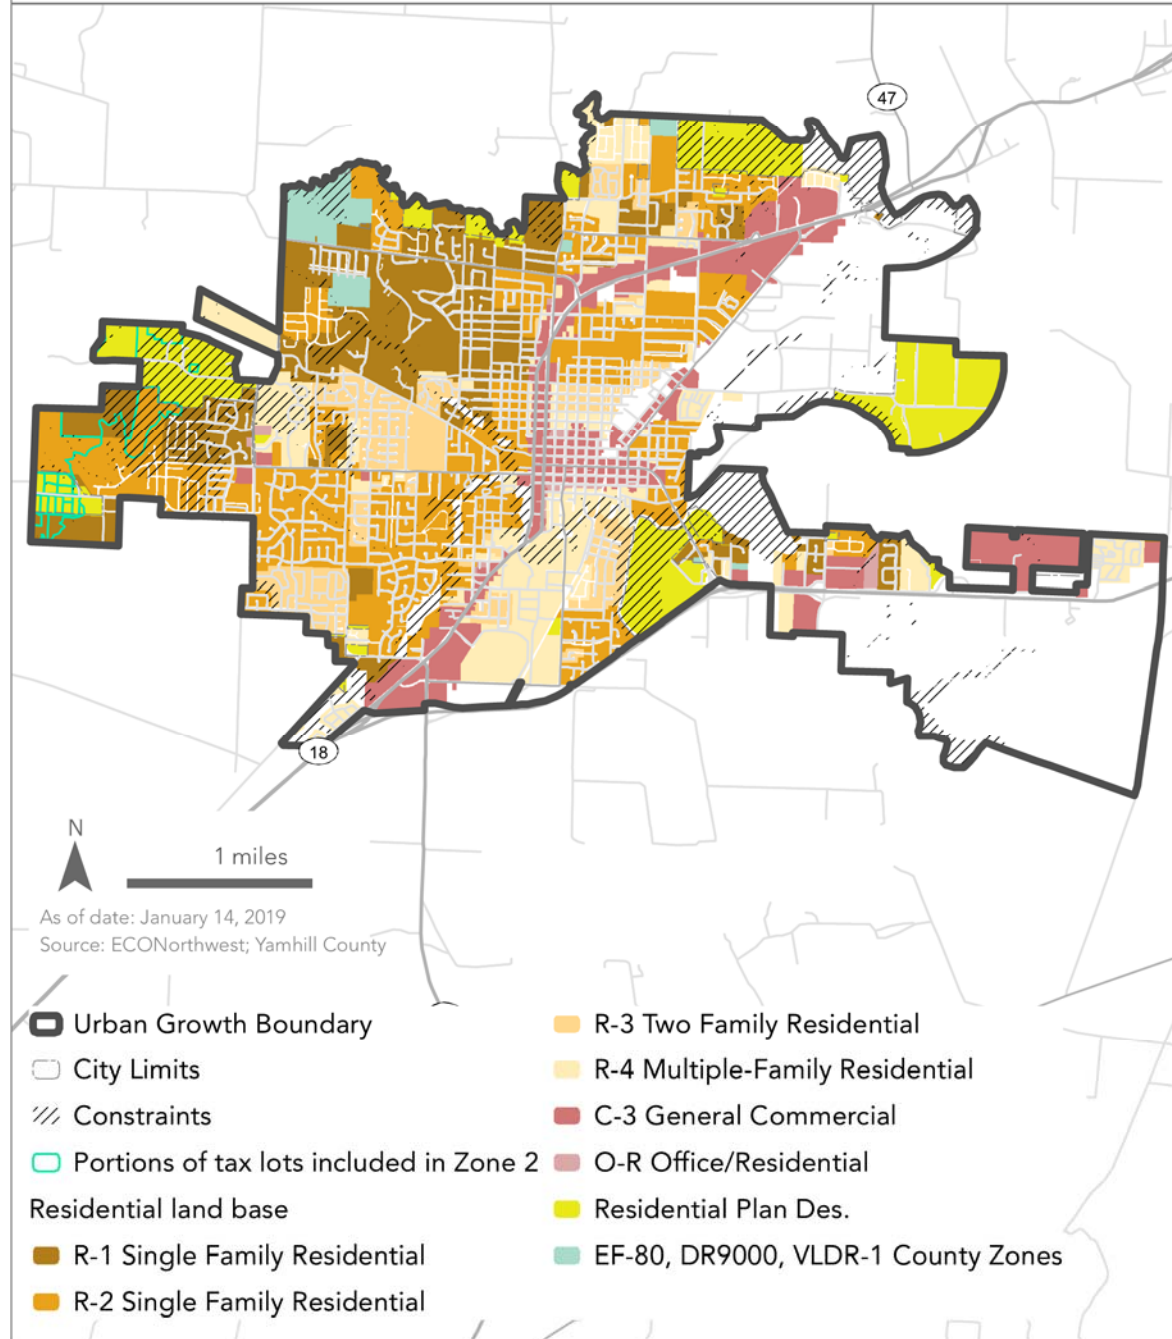 47
18
N
1 miles
As of date: January 14, 2019
Source: ECONorthwest; Yamhill County
Urban Growth Boundary
City Limits
Constraints
Portions of tax lots included in Zone 2
Residential land base
R-1 Single Family Residential
R-2 Single Family Residential
R-3 Two Family Residential
R-4 Multiple-Family Residential
C-3 General Commercial
O-R Office/Residential
Residential Plan Des.
EF-80, DR9000, VLDR-1 County Zones